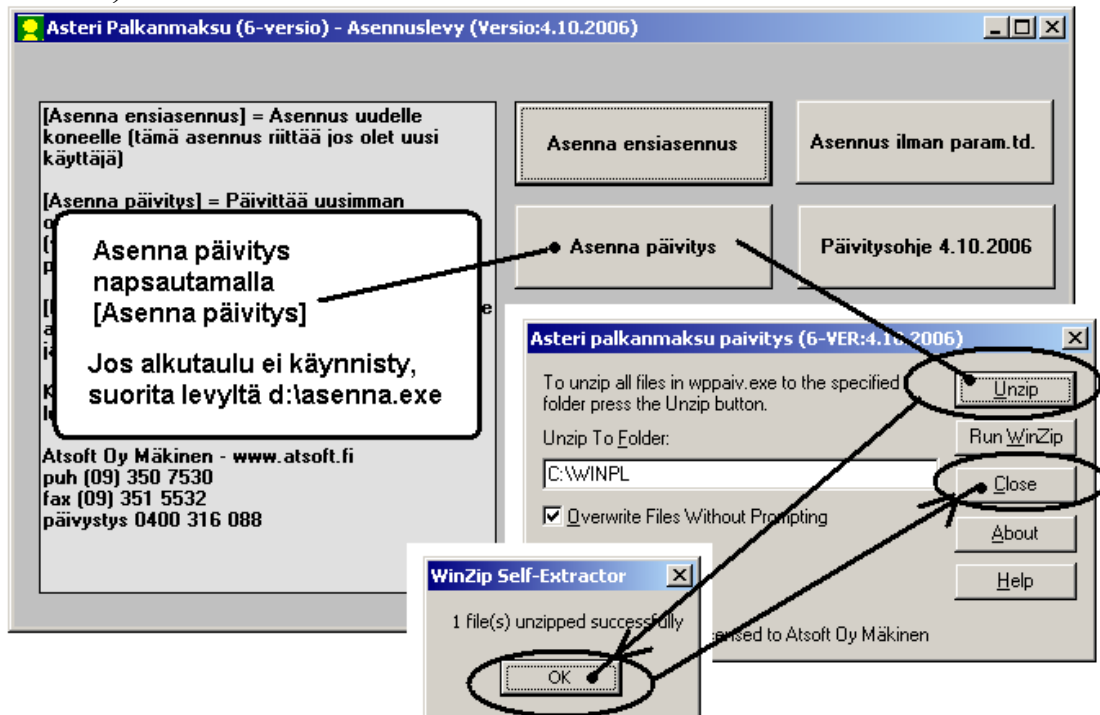 Asteri Palkanmaksu (6-versio) - Asennuslevy (Versio:4.10.2006)
[Asenna ensiasennus] = Asennus uudelle
koneelle (tämä asennus riittää jos olet uusi
käyttäjä)
[Asenna päivitys] = Päivittää uusimman
Asenna päivitys
napsautamalla
[Asenna päivitys]
Jos alkutaulu ei käynnisty,
suorita levyltä d:\asenna.exe
Atsoft Oy Mäkinen - www.atsoft.fi
puh (09) 350 7530
fax (09) 351 5532
päivystys 0400 316 088
Asenna ensiasennus
Asennus ilman param.td.
Asenna päivitys
Päivitysohje 4.10.2006
Asteri palkanmaksu paivitys (6-VER:4.10.2006)
To unzip all files in wppaiv.exe to the specified
folder press the Unzip button.
Unzip To Folder:
C:\WINPL
Overwrite Files Without Prompting
Unzip
Run WinZip
Close
About
Help
to Atsoft Oy Mäkinen
WinZip Self-Extractor
1 file(s) unzipped successfully
OK